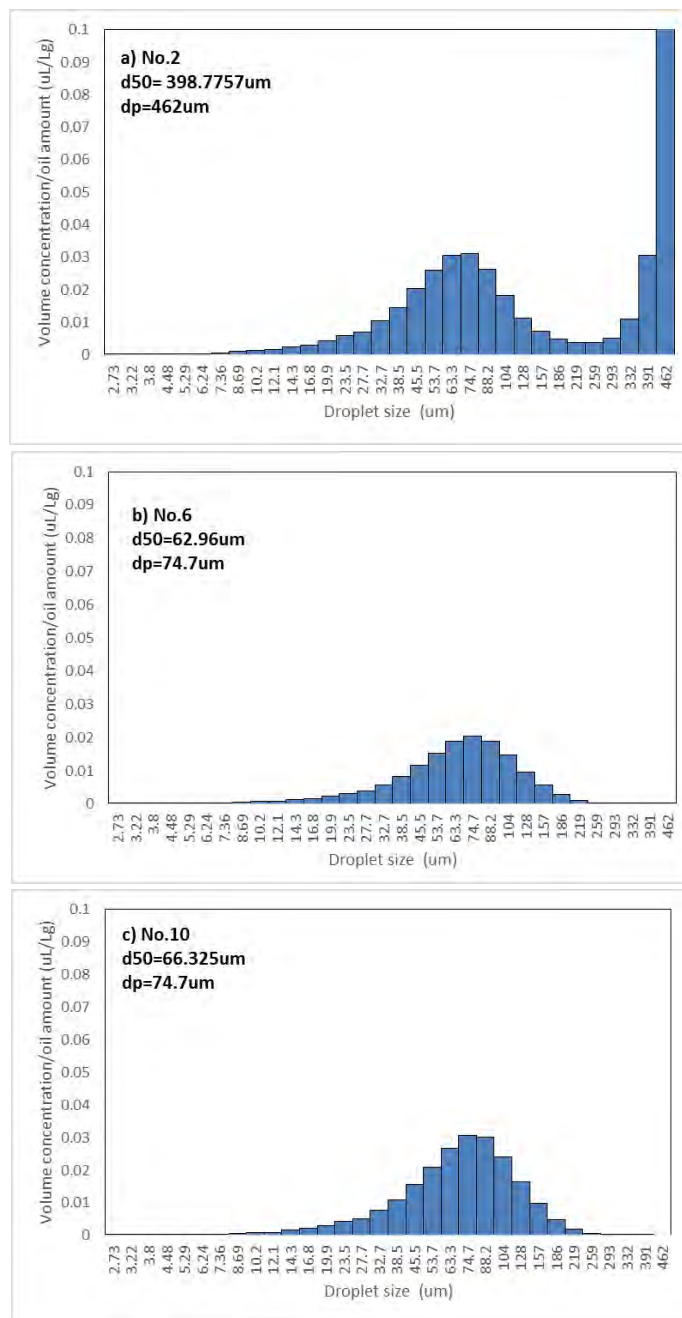 a) No.2
d50= 398.7757um
dp=462um
Volume concentration/oil amount (uL/Lg)
0.1
0.09
0.08
0.07
0.06
0.05
0.04
0.03
0.02
0.01
0
2.73 3.22 3.8 4.48 5.29 6.24 7.36 8.69 10.2 12.1 14.3 16.8 19.9 23.5 27.7 32.7 38.5 45.5 53.7 63.3 74.7 88.2 104 128 157 186 219 259 293 332 391 462
Droplet size (um)
b) No.6
d50=62.96um
dp=74.7um
Volume concentration/oil amount (uL/Lg)
0.1
0.09
0.08
0.07
0.06
0.05
0.04
0.03
0.02
0.01
0
2.73 3.22 3.8 4.48 5.29 6.24 7.36 8.69 10.2 12.1 14.3 16.8 19.9 23.5 27.7 32.7 38.5 45.5 53.7 63.3 74.7 88.2 104 128 157 186 219 259 293 332 391 462
Droplet size (um)
c) No.10
d50=66.325um
dp=74.7um
Volume concentration/oil amount (uL/Lg)
0.1
0.09
0.08
0.07
0.06
0.05
0.04
0.03
0.02
0.01
0
2.73 3.22 3.8 4.48 5.29 6.24 7.36 8.69 10.2 12.1 14.3 16.8 19.9 23.5 27.7 32.7 38.5 45.5 53.7 63.3 74.7 88.2 104 128 157 186 219 259 293 332 391 462
Droplet size (um)